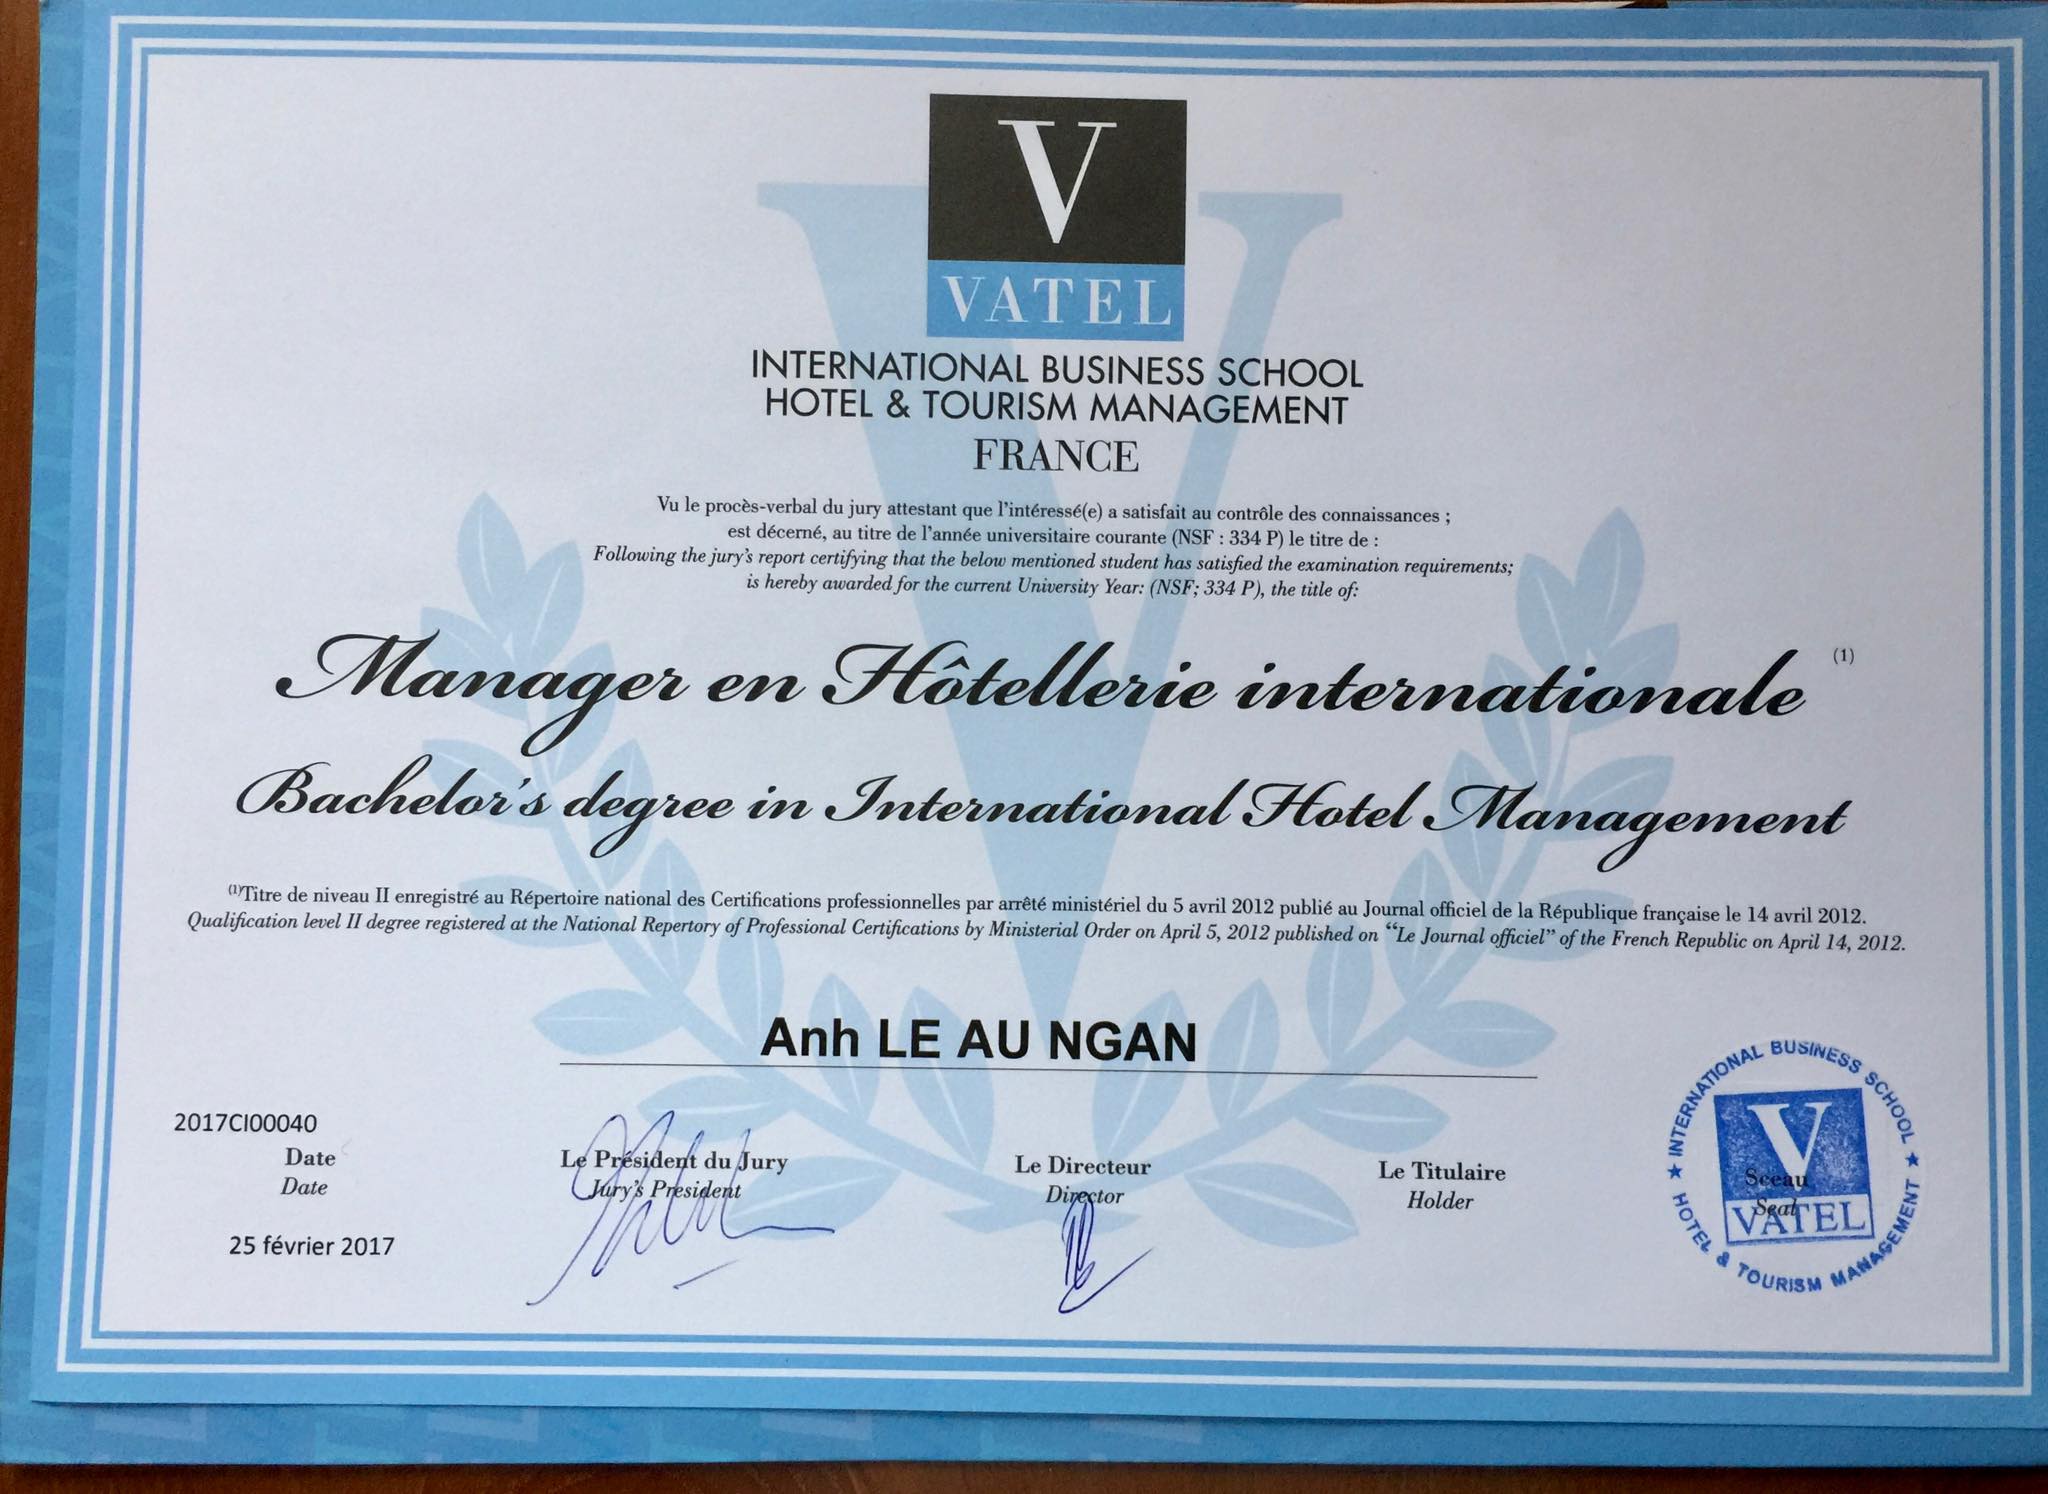 V
VATEL
INTERNATIONAL BUSINESS SCHOOL
HOTEL & TOURISM MANAGEMENT
FRANCE
Vu le procès-verbal du jury attestant que l'intéressé(e) a satisfait au contrôle des connaissances ;
est décerné, au titre de l'année universitaire courante (NSF : 334 P) le titre de :
Following the jury's report certifying that the below mentioned student has satisfied the examination requirements;
is hereby awarded for the current University Year: (NSF; 334 P), the title of:
Manager en Hôtellerie internationale (1)
Bachelor's degree in International Hotel Management
(1)Titre de niveau II enregistré au Répertoire national des Certifications professionnelles par arrêté ministériel du 5 avril 2012 publié au Journal officiel de la République française le 14 avril 2012.
Qualification level II degree registered at the National Repertory of Professional Certifications by Ministerial Order on April 5, 2012 published on "Le Journal officiel" of the French Republic on April 14, 2012.
Anh LE AU NGAN
2017CI00040
Date
Date
25 février 2017
Le Président du Jury
Jury's President
Le Directeur
Director
Le Titulaire
Holder
Sceau
Seal
★ INTERNATIONAL BUSINESS SCHOOL ★
HOTEL & TOURISM MANAGEMENT
V
VATEL